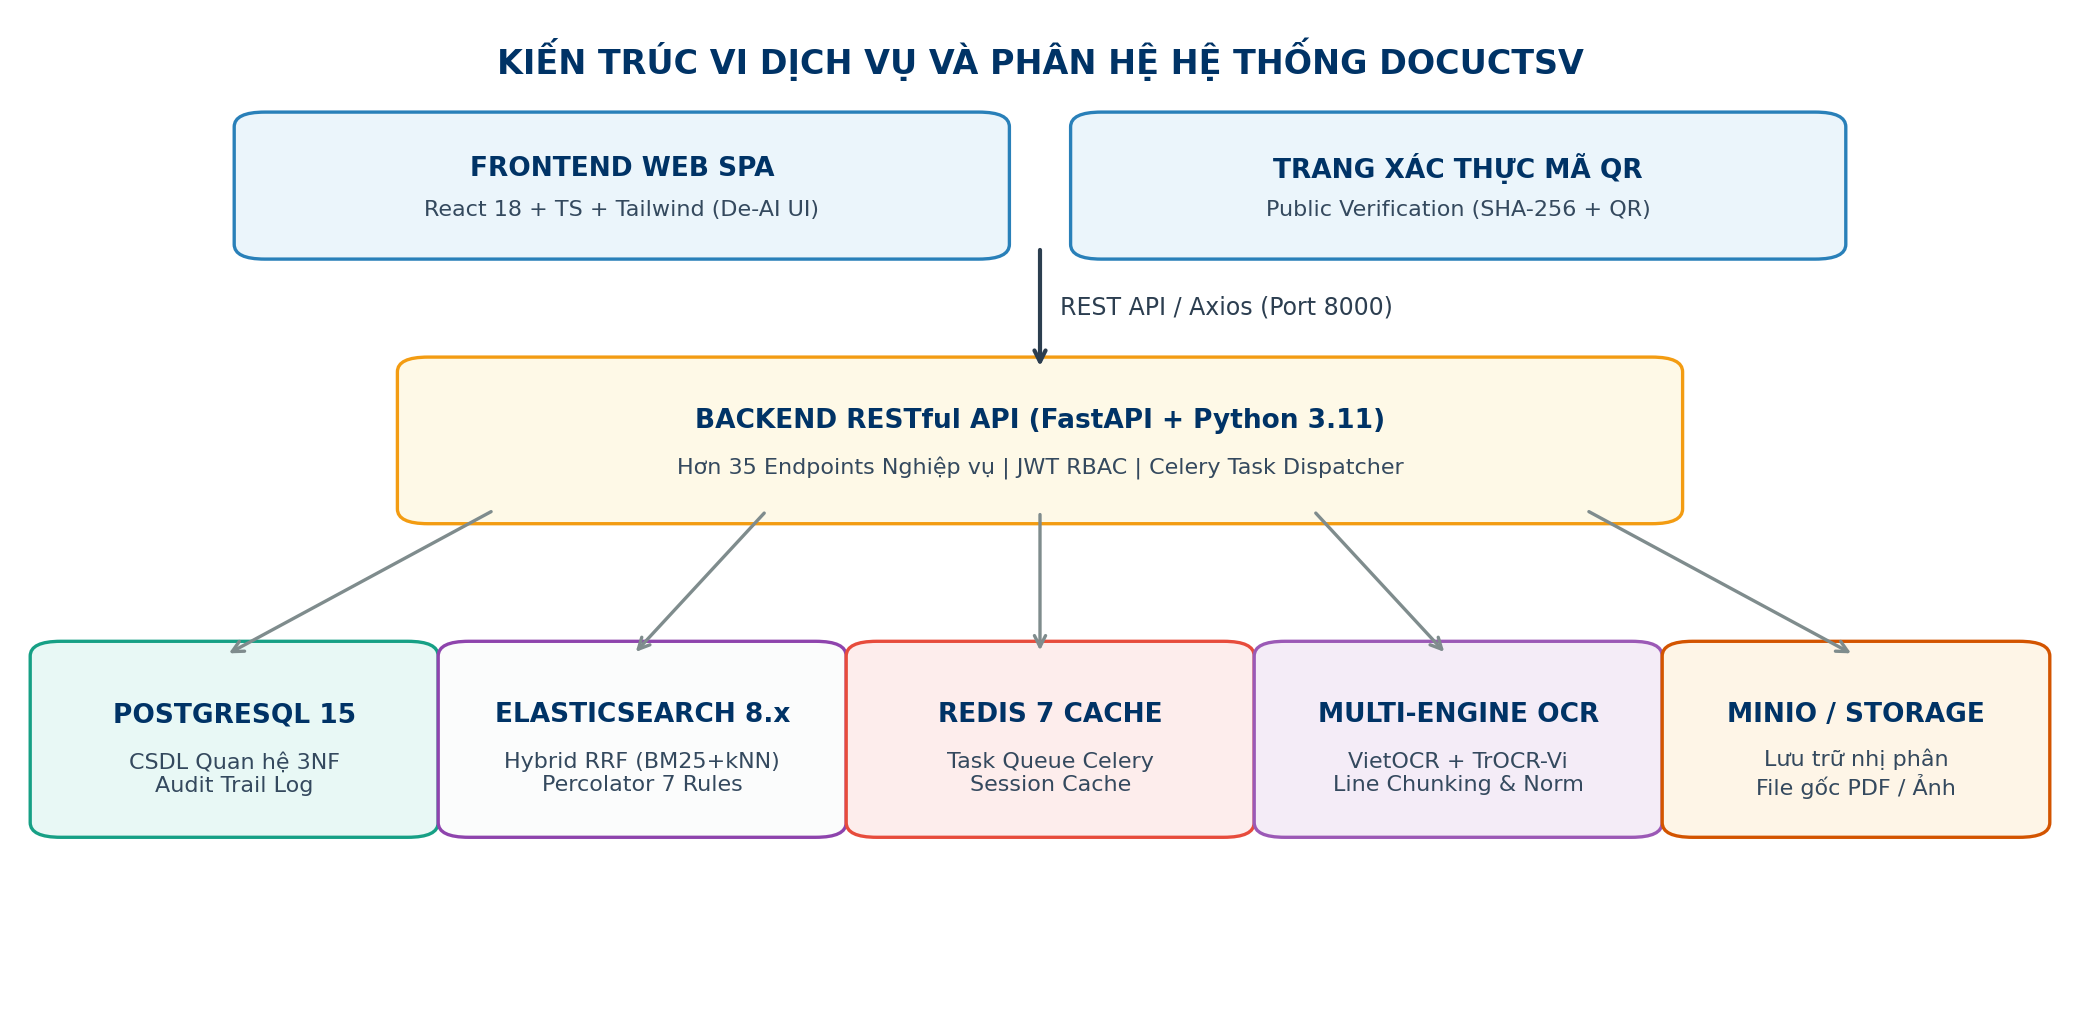 KIẾN TRÚC VI DỊCH VỤ VÀ PHÂN HỆ HỆ THỐNG DOCUCTSV
FRONTEND WEB SPA
React 18 + TS + Tailwind (De-AI UI)
TRANG XÁC THỰC MÃ QR
Public Verification (SHA-256 + QR)
REST API / Axios (Port 8000)
BACKEND RESTful API (FastAPI + Python 3.11)
Hơn 35 Endpoints Nghiệp vụ | JWT RBAC | Celery Task Dispatcher
POSTGRESQL 15
CSDL Quan hệ 3NF
Audit Trail Log
ELASTICSEARCH 8.x
Hybrid RRF (BM25+kNN)
Percolator 7 Rules
REDIS 7 CACHE
Task Queue Celery
Session Cache
MULTI-ENGINE OCR
VietOCR + TrOCR-Vi
Line Chunking & Norm
MINIO / STORAGE
Lưu trữ nhị phân
File gốc PDF / Ảnh